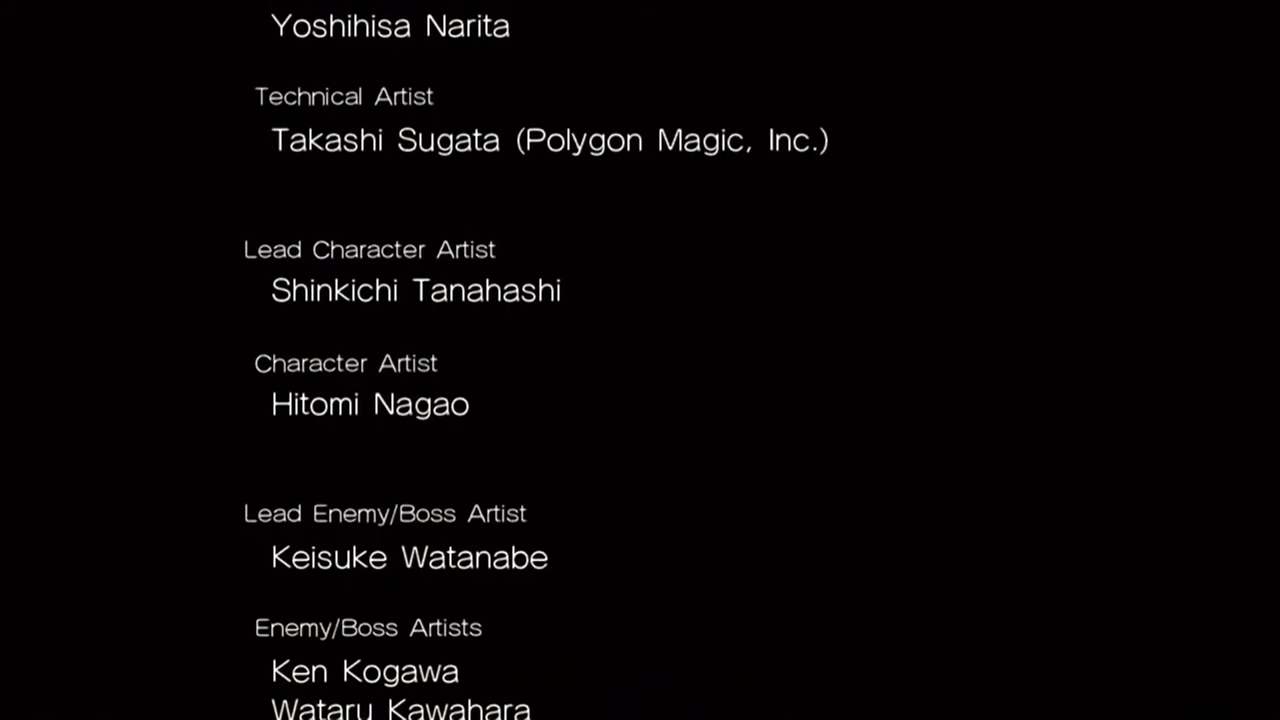 Yoshihisa Narita
Technical Artist
Takashi Sugata (Polygon Magic, Inc.)
Lead Character Artist
Shinkichi Tanahashi
Character Artist
Hitomi Nagao
Lead Enemy/Boss Artist
Keisuke Watanabe
Enemy/Boss Artists
Ken Kogawa
Wataru Kawahara